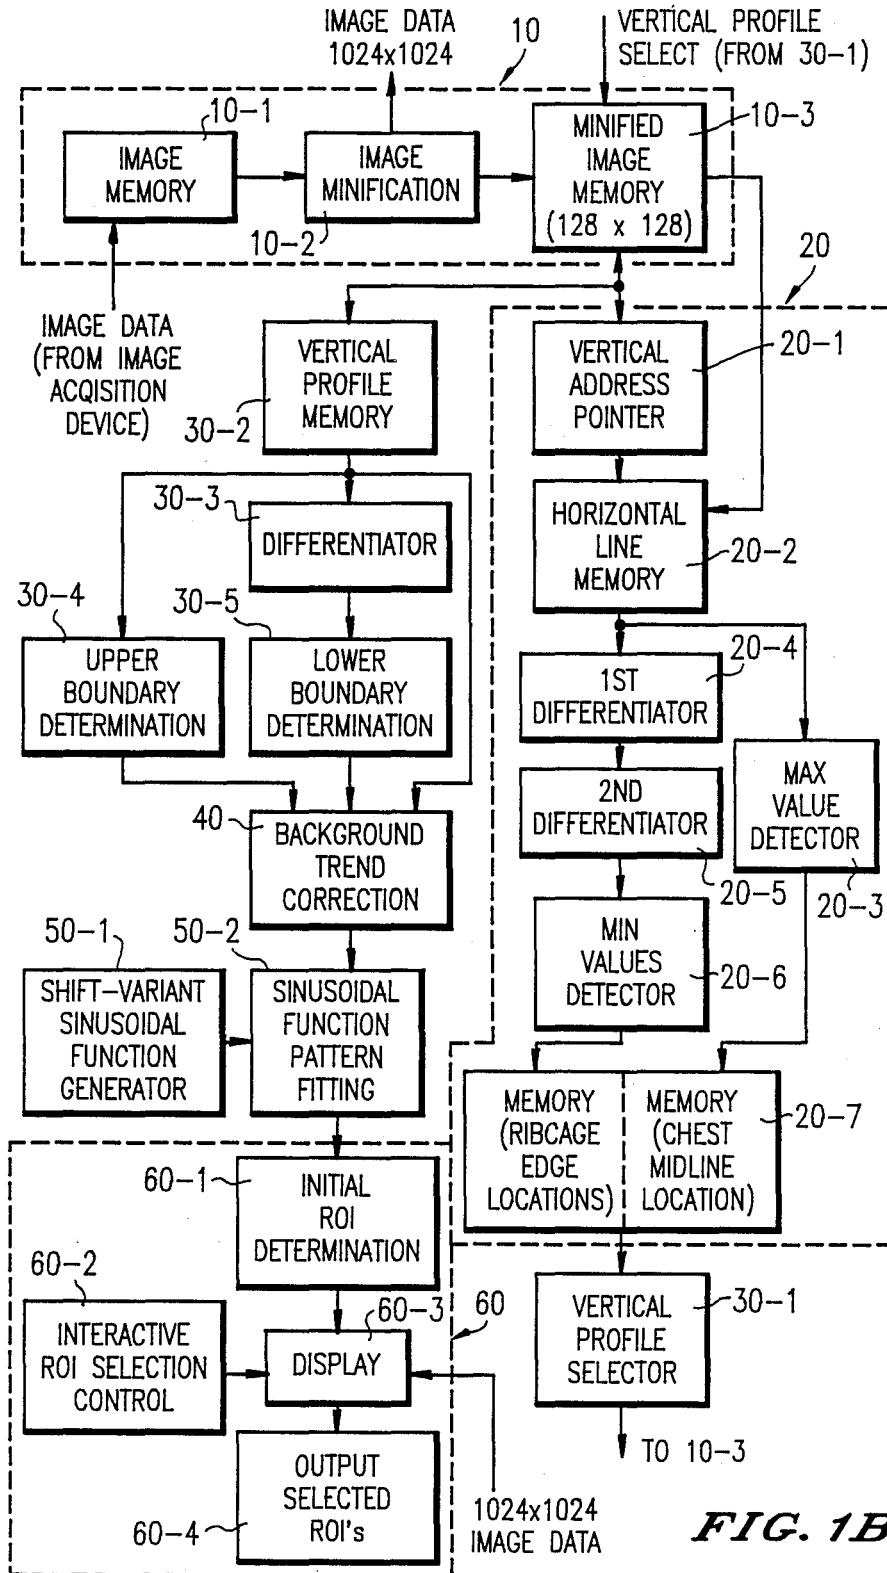 IMAGE DATA
1024x1024
10
VERTICAL PROFILE
SELECT (FROM 30-1)
10-1
IMAGE
MEMORY
IMAGE
MINIFICATION
10-2
MINIFIED
IMAGE
MEMORY
(128 x 128)
10-3
IMAGE DATA
(FROM IMAGE
ACQISITION
DEVICE)
20
VERTICAL
PROFILE
MEMORY
30-2
VERTICAL
ADDRESS
POINTER
20-1
30-3
DIFFERENTIATOR
HORIZONTAL
LINE
MEMORY
20-2
30-4
UPPER
BOUNDARY
DETERMINATION
30-5
LOWER
BOUNDARY
DETERMINATION
20-4
1ST
DIFFERENTIATOR
2ND
DIFFERENTIATOR
20-5
MAX
VALUE
DETECTOR
20-3
40
BACKGROUND
TREND
CORRECTION
MIN
VALUES
DETECTOR
20-6
50-1
SHIFT-VARIANT
SINUSOIDAL
FUNCTION
GENERATOR
50-2
SINUSOIDAL
FUNCTION
PATTERN
FITTING
MEMORY
(RIBCAGE
EDGE
LOCATIONS)
MEMORY
(CHEST
MIDLINE
LOCATION)
20-7
60-1
INITIAL
ROI
DETERMINATION
60-2
INTERACTIVE
ROI SELECTION
CONTROL
60-3
DISPLAY
60
VERTICAL
PROFILE
SELECTOR
30-1
TO 10-3
OUTPUT
SELECTED
ROI's
60-4
1024x1024
IMAGE DATA
FIG. 1B